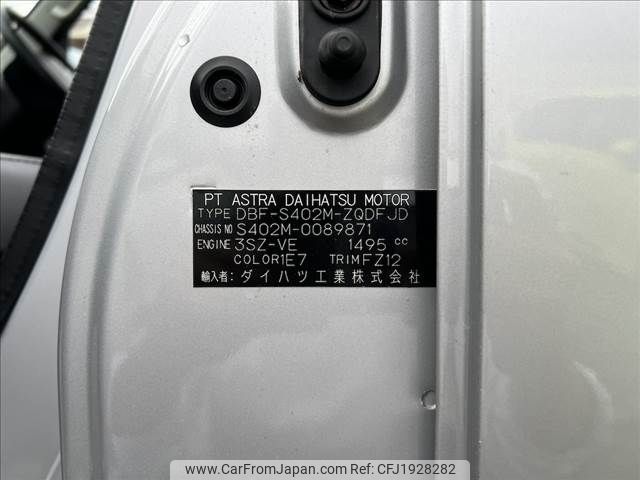 PT ASTRA DAIHATSU MOTOR
TYPE DBF-S402M-ZQDFJD
CHASSIS NO S402M-0089871
ENGINE 3SZ-VE 1495 cc
COLOR 1E7 TRIM FZ12
輸入者: ダイハツ工業株式会社
www.CarFromJapan.com - CFJ1928282